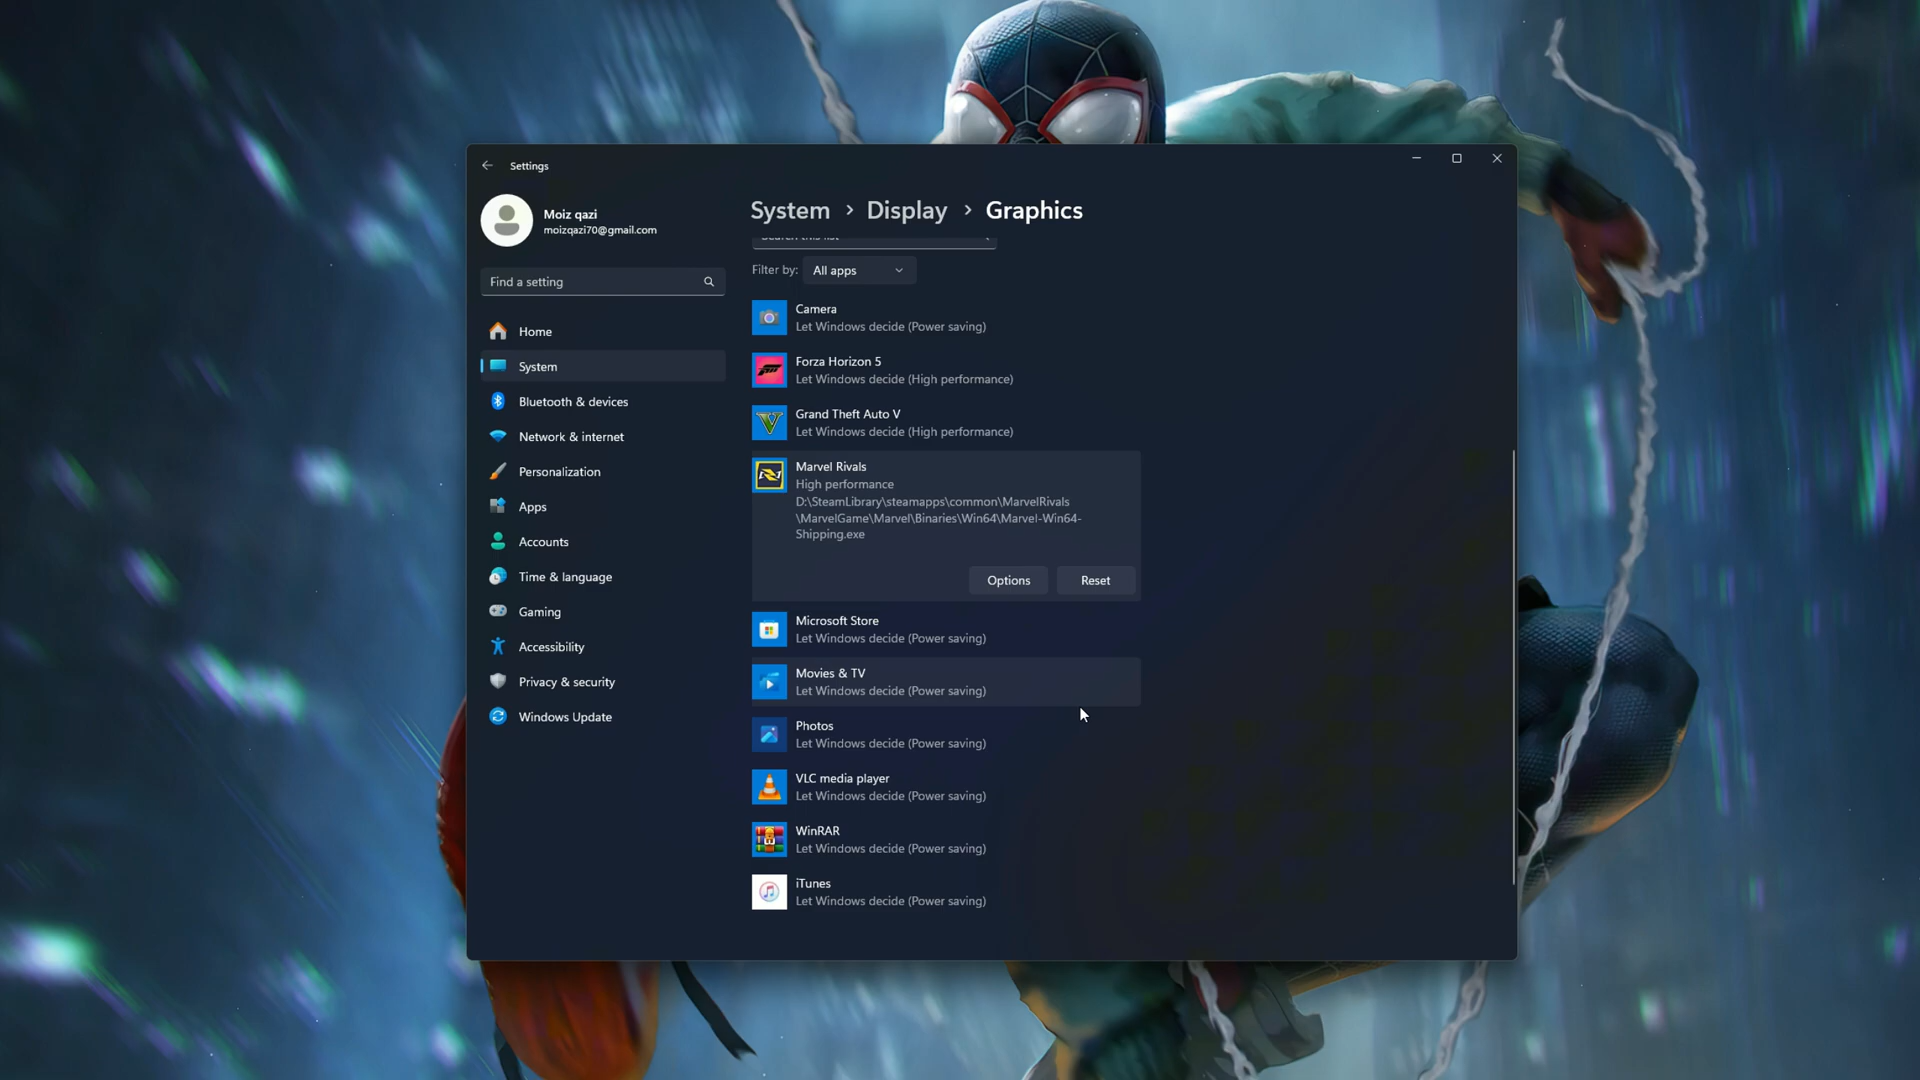 Settings
Moiz qazi
moizqazi70@gmail.com
Find a setting
Home
System
Bluetooth & devices
Network & internet
Personalization
Apps
Accounts
Time & language
Gaming
Accessibility
Privacy & security
Windows Update
System > Display > Graphics
Filter by: All apps
Camera
Let Windows decide (Power saving)
Forza Horizon 5
Let Windows decide (High performance)
Grand Theft Auto V
Let Windows decide (High performance)
Marvel Rivals
High performance
D:\SteamLibrary\steamapps\common\MarvelRivals
\MarvelGame\Marvel\Binaries\Win64\Marvel-Win64-
Shipping.exe
Options Reset
Microsoft Store
Let Windows decide (Power saving)
Movies & TV
Let Windows decide (Power saving)
Photos
Let Windows decide (Power saving)
VLC media player
Let Windows decide (Power saving)
WinRAR
Let Windows decide (Power saving)
iTunes
Let Windows decide (Power saving)